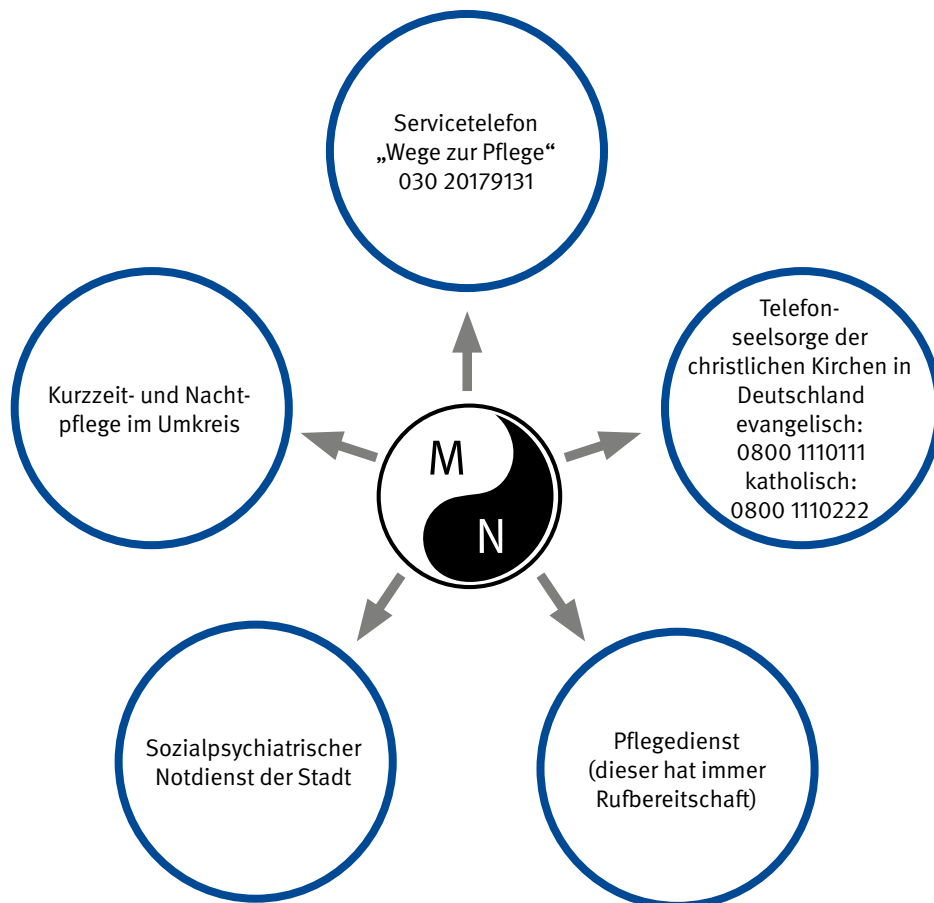 Servicetelefon
„Wege zur Pflege“
030 20179131
Telefon-
seelsorge der
christlichen Kirchen in
Deutschland
evangelisch:
0800 1110111
katholisch:
0800 1110222
Kurzzeit- und Nacht-
pflege im Umkreis
M
N
Sozialpsychiatrischer
Notdienst der Stadt
Pflegedienst
(dieser hat immer
Rufbereitschaft)